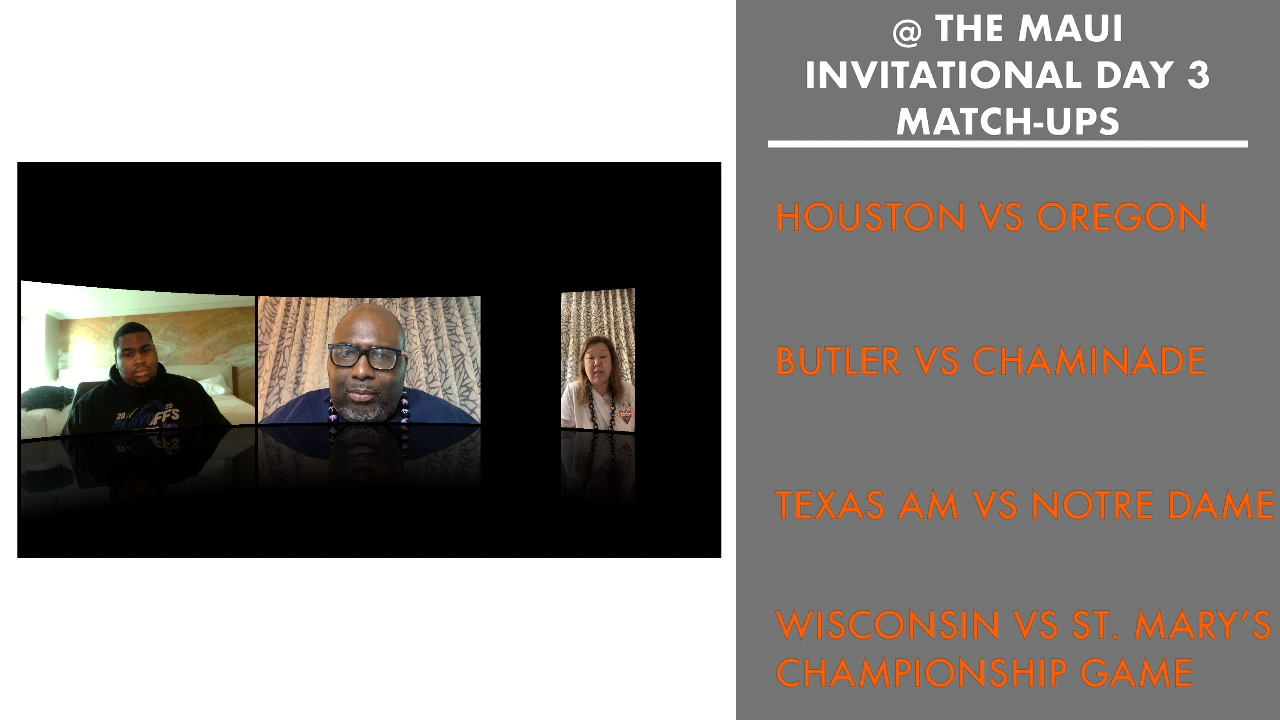 @ THE MAUI
INVITATIONAL DAY 3
MATCH-UPS
HOUSTON VS OREGON
BUTLER VS CHAMINADE
TEXAS AM VS NOTRE DAME
WISCONSIN VS ST. MARY'S
CHAMPIONSHIP GAME